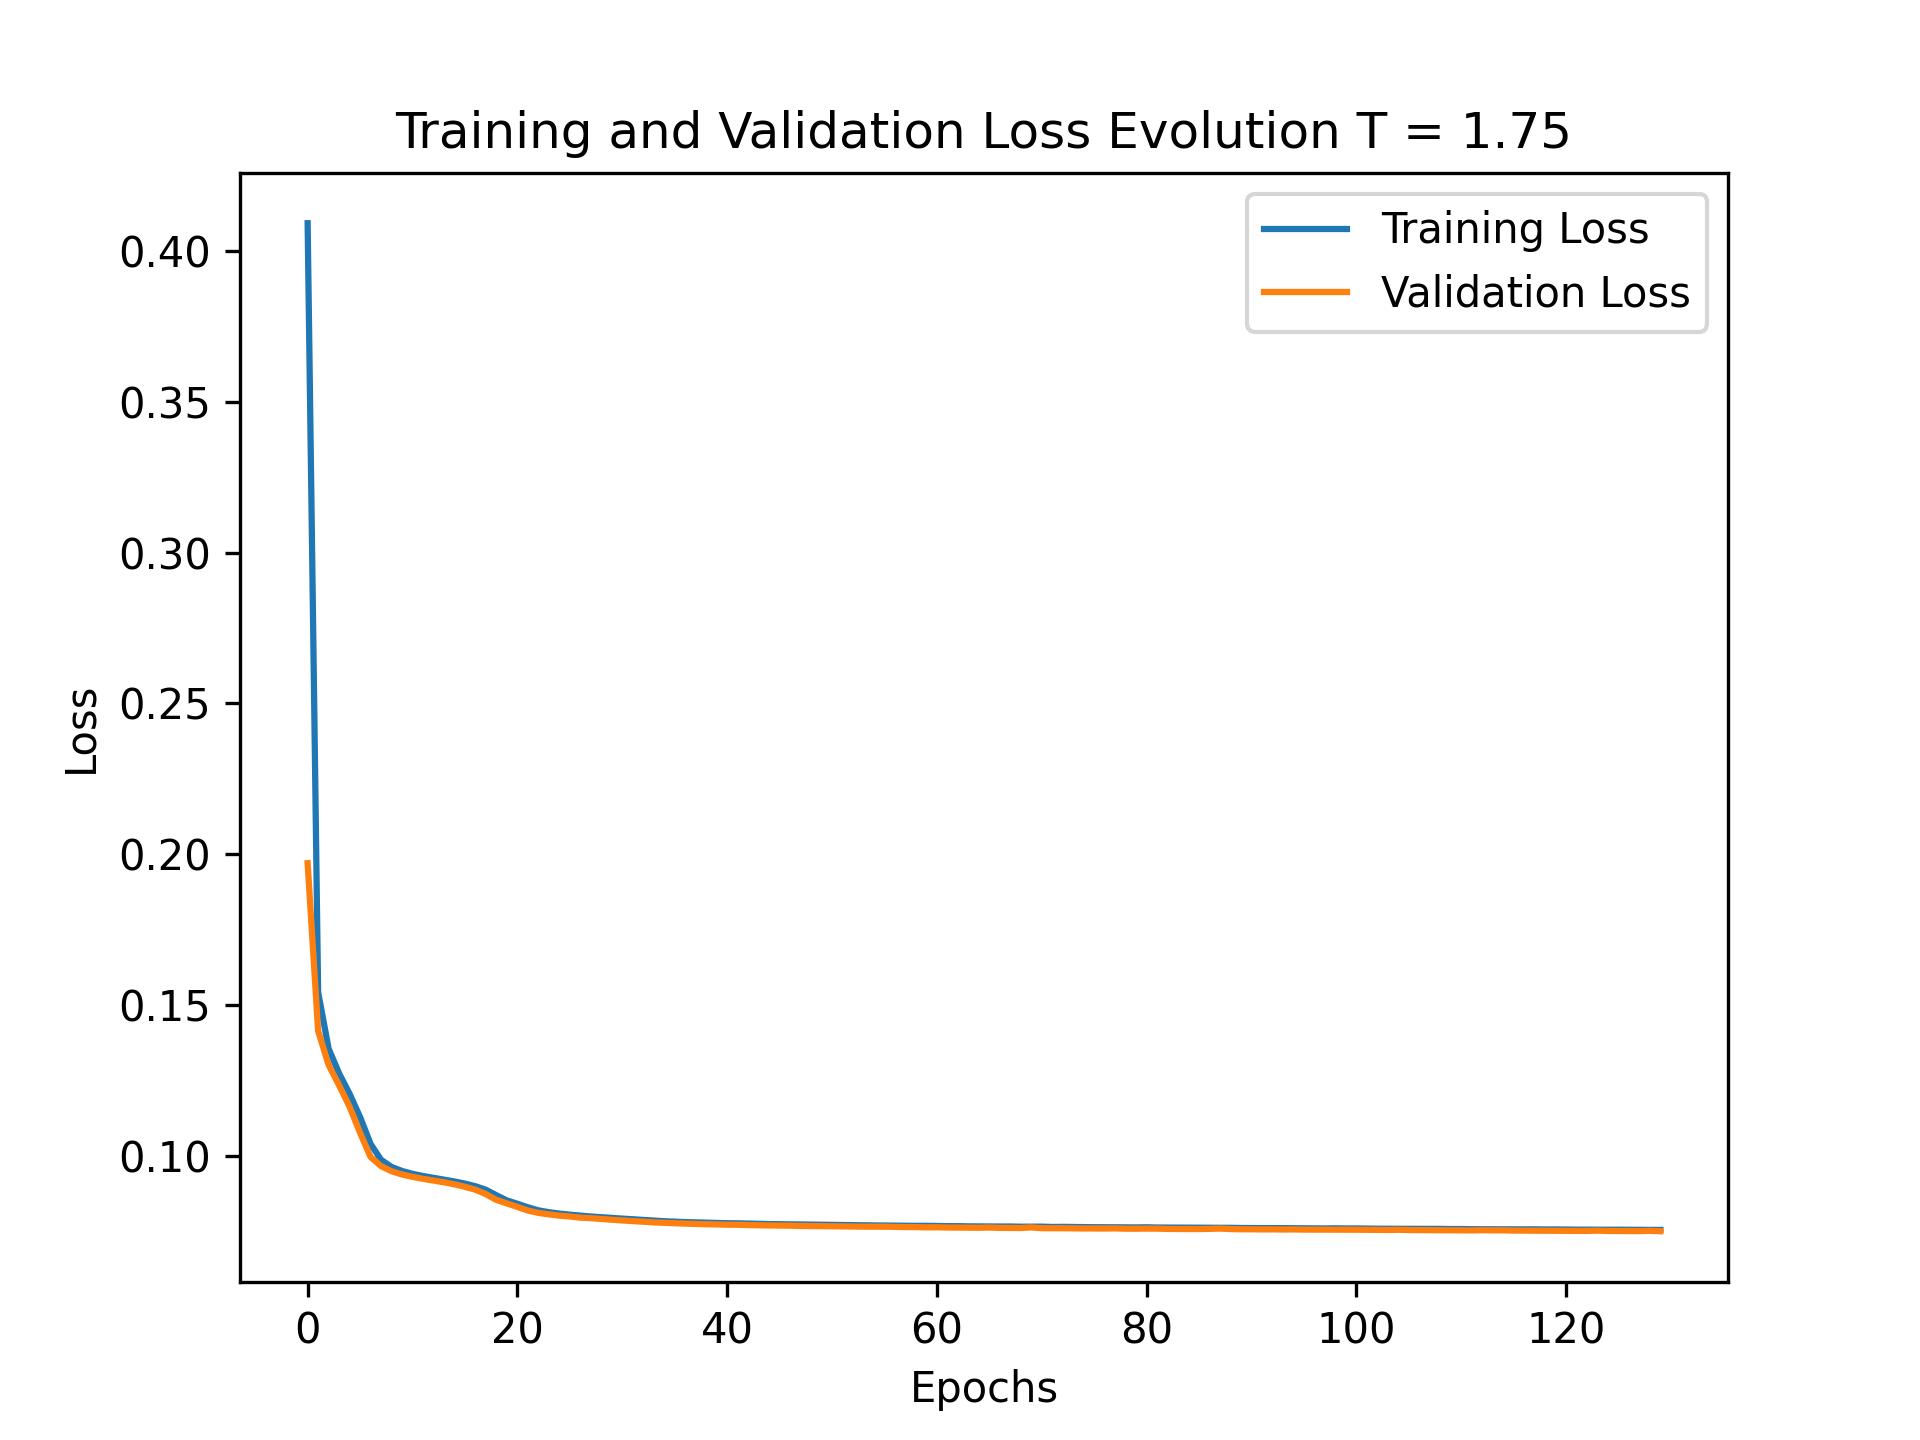 Training and Validation Loss Evolution T = 1.75
Training Loss
Validation Loss
0.40
0.35
0.30
0.25
0.20
0.15
0.10
Loss
0 20 40 60 80 100 120
Epochs